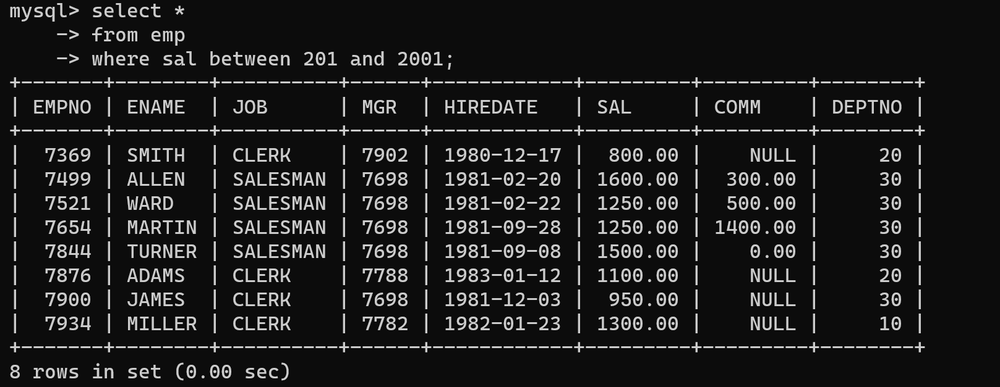 mysql> select *
    -> from emp
    -> where sal between 201 and 2001;
+-------+--------+----------+------+------------+---------+---------+--------+
| EMPNO | ENAME  | JOB      | MGR  | HIREDATE   | SAL     | COMM    | DEPTNO |
+-------+--------+----------+------+------------+---------+---------+--------+
|  7369 | SMITH  | CLERK    | 7902 | 1980-12-17 |  800.00 |    NULL |     20 |
|  7499 | ALLEN  | SALESMAN | 7698 | 1981-02-20 | 1600.00 |  300.00 |     30 |
|  7521 | WARD   | SALESMAN | 7698 | 1981-02-22 | 1250.00 |  500.00 |     30 |
|  7654 | MARTIN | SALESMAN | 7698 | 1981-09-28 | 1250.00 | 1400.00 |     30 |
|  7844 | TURNER | SALESMAN | 7698 | 1981-09-08 | 1500.00 |    0.00 |     30 |
|  7876 | ADAMS  | CLERK    | 7788 | 1983-01-12 | 1100.00 |    NULL |     20 |
|  7900 | JAMES  | CLERK    | 7698 | 1981-12-03 |  950.00 |    NULL |     30 |
|  7934 | MILLER | CLERK    | 7782 | 1982-01-23 | 1300.00 |    NULL |     10 |
+-------+--------+----------+------+------------+---------+---------+--------+
8 rows in set (0.00 sec)